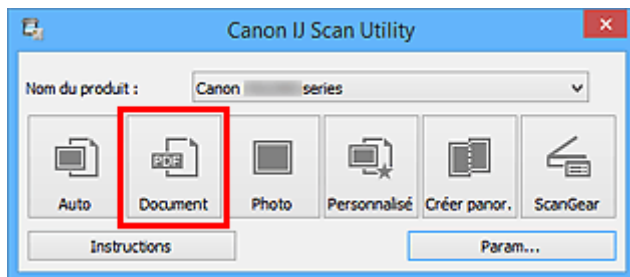 Canon IJ Scan Utility
Nom du produit : Canon series
PDF
Auto Document Photo Personnalisé Créer panor. ScanGear
Instructions Param...